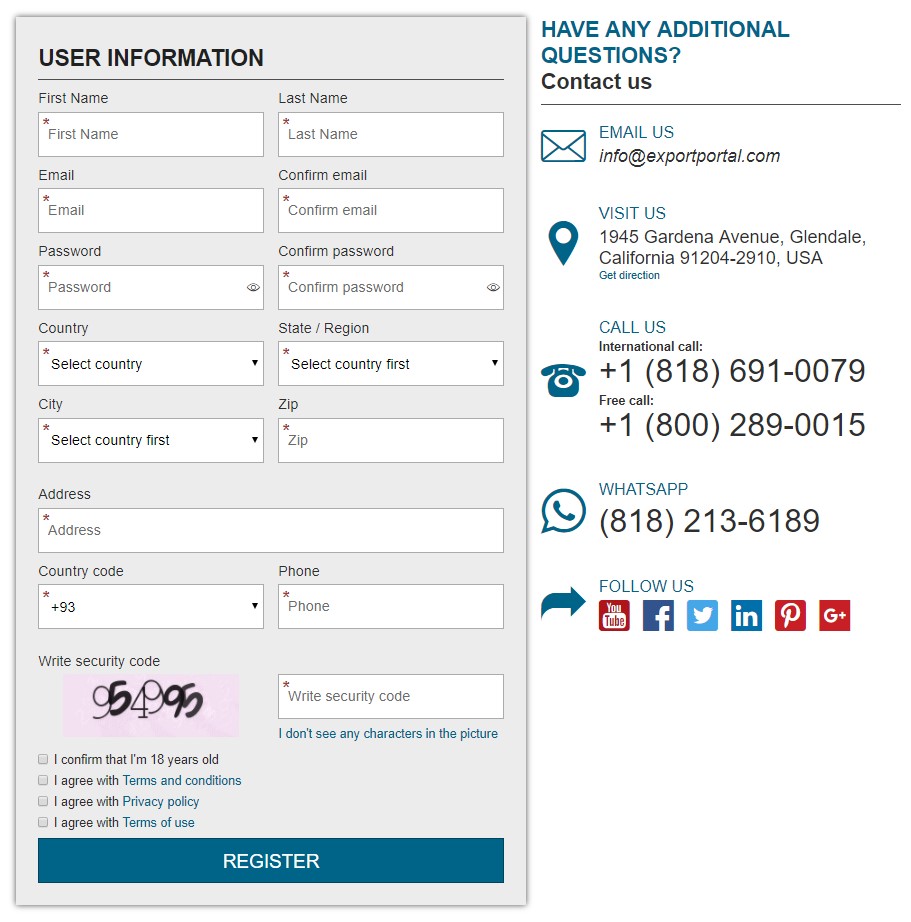 USER INFORMATION
First Name Last Name
* First Name * Last Name
Email Confirm email
* Email * Confirm email
Password Confirm password
* Password * Confirm password
Country State / Region
* Select country * Select country first
City Zip
* Select country first * Zip
Address
* Address
Country code Phone
* +93 * Phone
Write security code
954995 * Write security code
I don't see any characters in the picture
I confirm that I'm 18 years old
I agree with Terms and conditions
I agree with Privacy policy
I agree with Terms of use
REGISTER
HAVE ANY ADDITIONAL
QUESTIONS?
Contact us
EMAIL US
info@exportportal.com
VISIT US
1945 Gardena Avenue, Glendale,
California 91204-2910, USA
Get direction
CALL US
International call:
+1 (818) 691-0079
Free call:
+1 (800) 289-0015
WHATSAPP
(818) 213-6189
FOLLOW US
You Tube f in G+